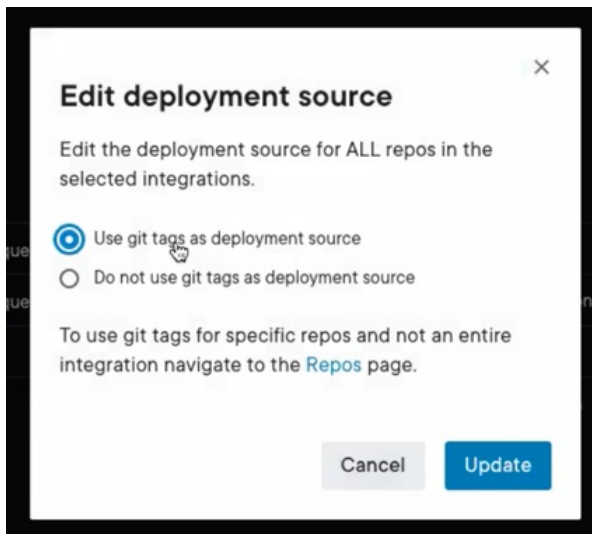 Edit deployment source
Edit the deployment source for ALL repos in the
selected integrations.
Use git tags as deployment source
Do not use git tags as deployment source
To use git tags for specific repos and not an entire
integration navigate to the Repos page.
Cancel
Update